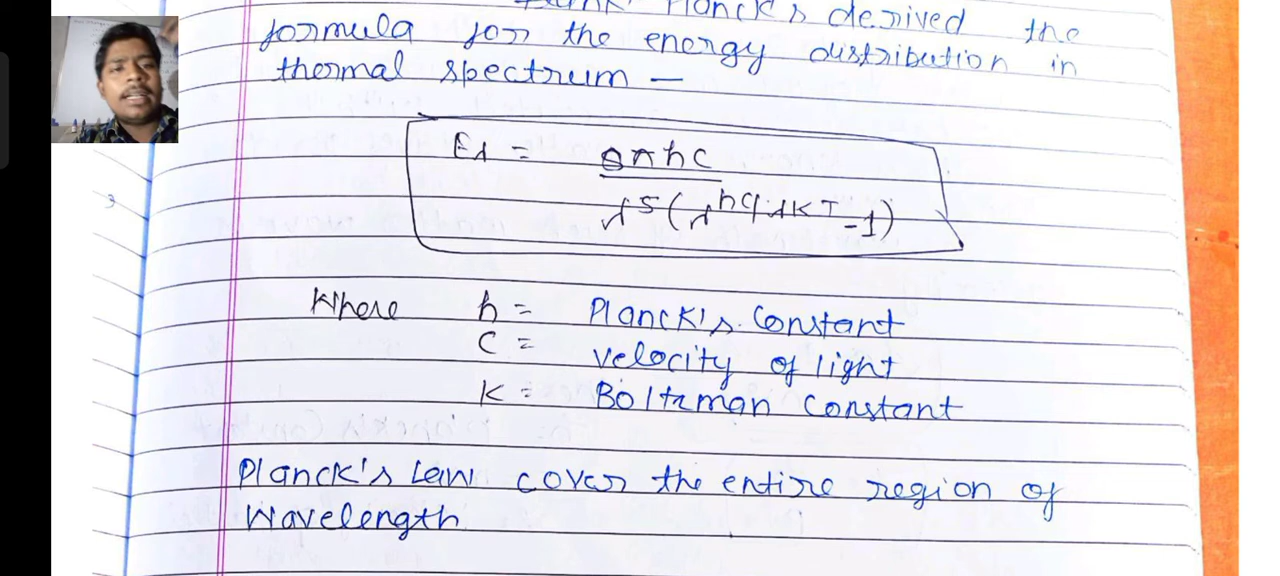 Planck's derived the
formula for the energy distribution in
thermal spectrum —
Eλ = 8πhc
λ5(λhc/λKT -1)
Where h = Planck's Constant
C = velocity of light
K = Boltzman Constant
Planck's Law cover the entire region of
Wavelength